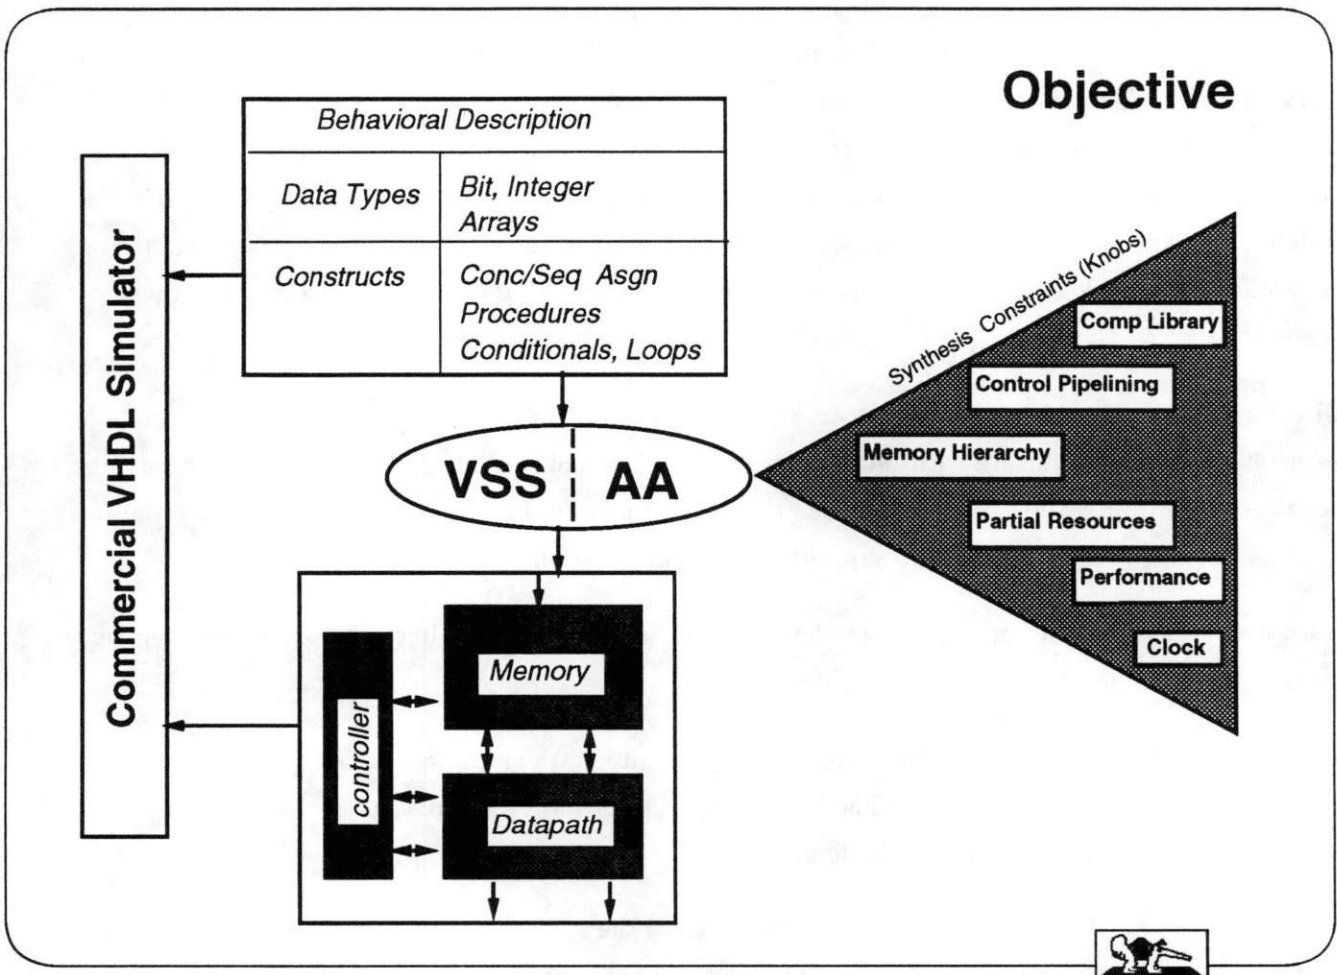 Objective
Behavioral Description
Data Types
Bit, Integer
Arrays
Constructs
Conc/Seq Asgn
Procedures
Conditionals, Loops
Commercial VHDL Simulator
VSS | AA
Synthesis Constraints (Knobs)
Comp Library
Control Pipelining
Memory Hierarchy
Partial Resources
Performance
Clock
Memory
controller
Datapath